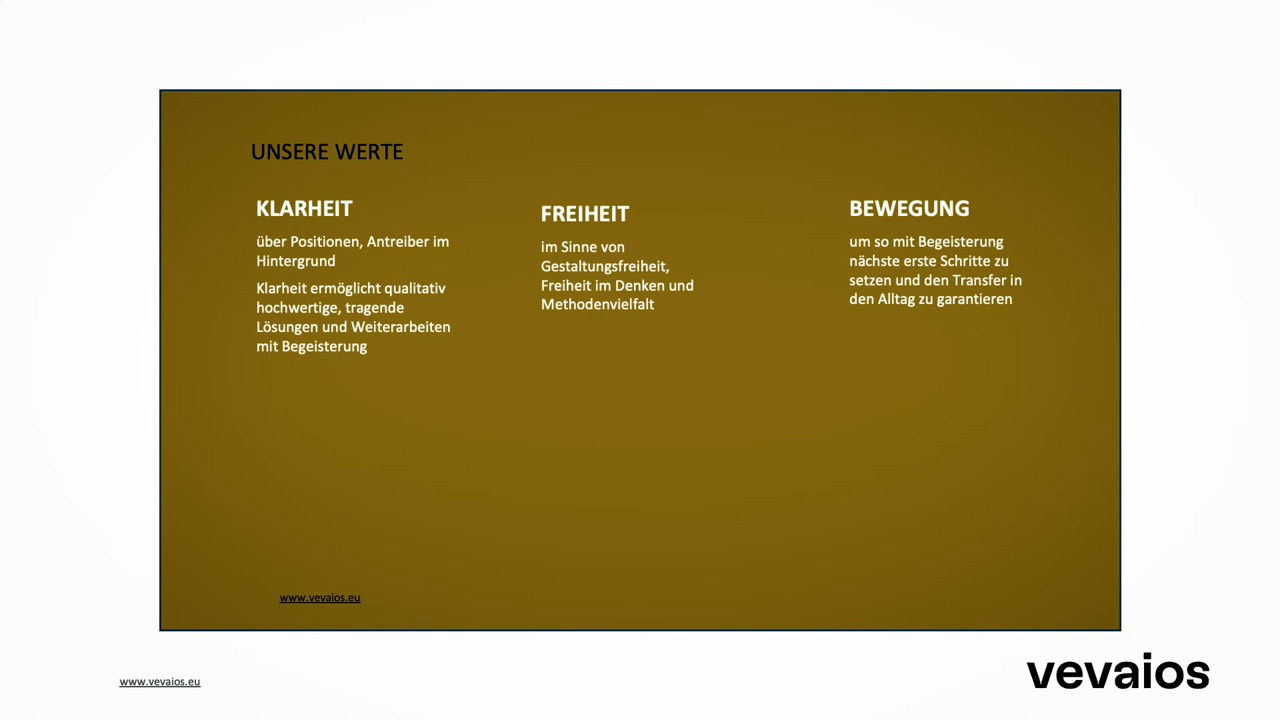 UNSERE WERTE
KLARHEIT
über Positionen, Antreiber im
Hintergrund
Klarheit ermöglicht qualitativ
hochwertige, tragende
Lösungen und Weiterarbeiten
mit Begeisterung
FREIHEIT
im Sinne von
Gestaltungsfreiheit,
Freiheit im Denken und
Methodenvielfalt
BEWEGUNG
um so mit Begeisterung
nächste erste Schritte zu
setzen und den Transfer in
den Alltag zu garantieren
www.vevaios.eu
www.vevaios.eu
vevaios